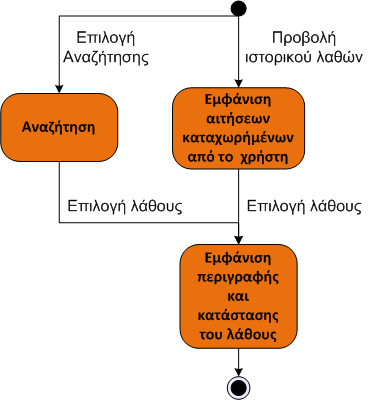 Επιλογή
Αναζήτησης
Προβολή
ιστορικού λαθών
Αναζήτηση
Εμφάνιση
αιτήσεων
καταχωρήμένων
από το χρήστη
Επιλογή λάθους
Επιλογή λάθους
Εμφάνιση
περιγραφής
και
κατάστασης
του λάθους